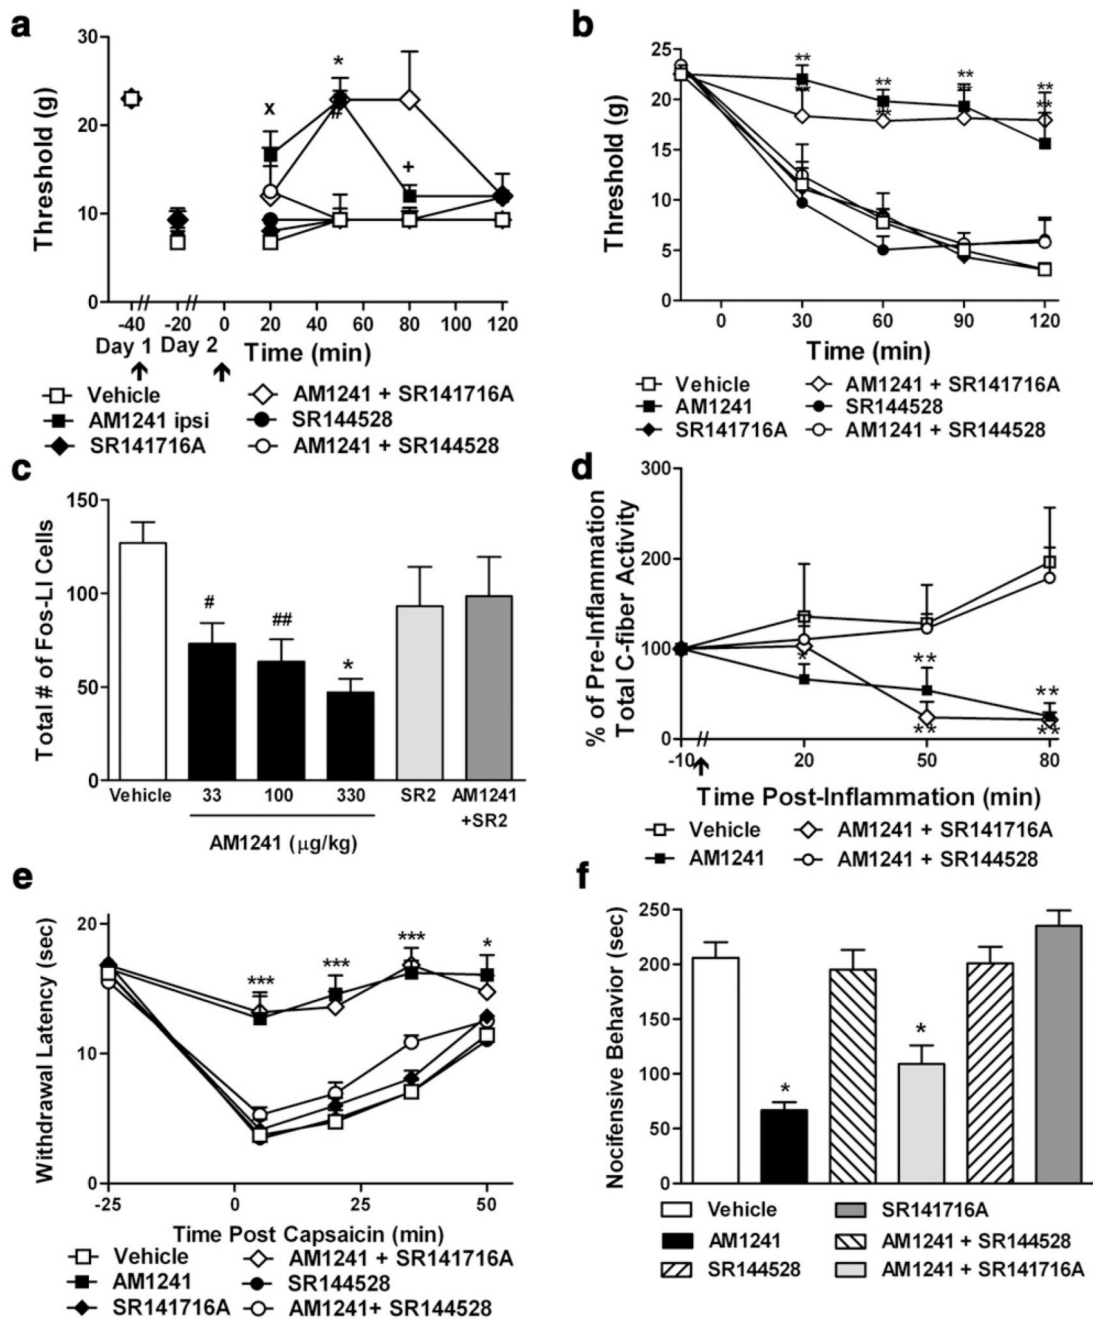 a
Threshold (g)
30
20
10
0
x
*
#
+
-40 -20 0 20 40 60 80 100 120
Day 1 Day 2 Time (min)
Vehicle
AM1241 ipsi
SR141716A
AM1241 + SR141716A
SR144528
AM1241 + SR144528
b
Threshold (g)
25
20
15
10
5
0
** ** ** **
** ** ** **
0 30 60 90 120
Time (min)
Vehicle
AM1241
SR141716A
AM1241 + SR141716A
SR144528
AM1241 + SR144528
c
Total # of Fos-LI Cells
150
100
50
0
# ## *
Vehicle 33 100 330 SR2 AM1241
+SR2
AM1241 (μg/kg)
d
% of Pre-Inflammation
Total C-fiber Activity
300
200
100
0
* ** **
** **
-10 20 50 80
Time Post-Inflammation (min)
Vehicle
AM1241
AM1241 + SR141716A
AM1241 + SR144528
e
Withdrawal Latency (sec)
20
10
0
*** *** *** *
-25 0 25 50
Time Post Capsaicin (min)
Vehicle
AM1241
SR141716A
AM1241 + SR141716A
SR144528
AM1241+ SR144528
f
Nocifensive Behavior (sec)
250
200
150
100
50
0
* *
Vehicle
AM1241
SR144528
SR141716A
AM1241 + SR144528
AM1241 + SR141716A